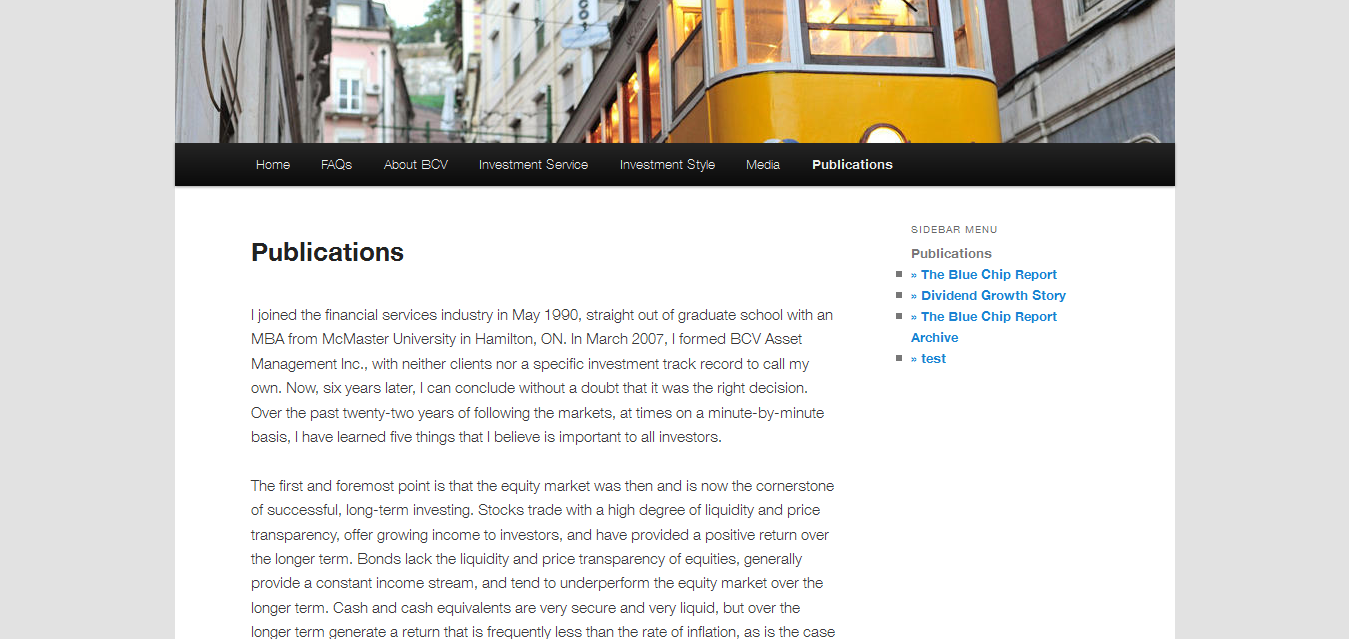 Home FAQs About BCV Investment Service Investment Style Media Publications
Publications
I joined the financial services industry in May 1990, straight out of graduate school with an
MBA from McMaster University in Hamilton, ON. In March 2007, I formed BCV Asset
Management Inc., with neither clients nor a specific investment track record to call my
own. Now, six years later, I can conclude without a doubt that it was the right decision.
Over the past twenty-two years of following the markets, at times on a minute-by-minute
basis, I have learned five things that I believe is important to all investors.
The first and foremost point is that the equity market was then and is now the cornerstone
of successful, long-term investing. Stocks trade with a high degree of liquidity and price
transparency, offer growing income to investors, and have provided a positive return over
the longer term. Bonds lack the liquidity and price transparency of equities, generally
provide a constant income stream, and tend to underperform the equity market over the
longer term. Cash and cash equivalents are very secure and very liquid, but over the
longer term generate a return that is frequently less than the rate of inflation, as is the case
SIDEBAR MENU
Publications
» The Blue Chip Report
» Dividend Growth Story
» The Blue Chip Report
Archive
» test